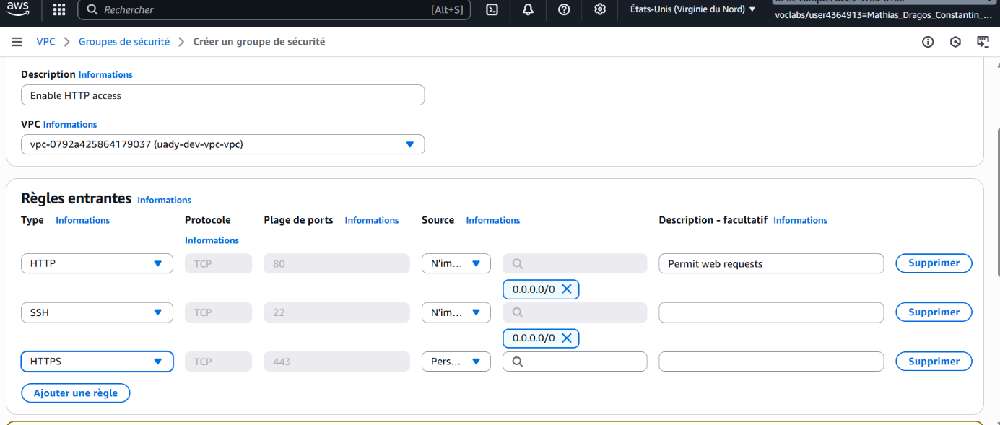 aws
Rechercher [Alt+S] États-Unis (Virginie du Nord)
voclabs/user4364913=Mathias_Dragos_Constantin_...
VPC Groupes de sécurité Créer un groupe de sécurité
Description Informations
Enable HTTP access
VPC Informations
vpc-0792a425864179037 (uady-dev-vpc-vpc)
Règles entrantes Informations
Type Informations Protocole Informations Plage de ports Informations Source Informations Description - facultatif Informations
HTTP TCP 80 N'im... Permit web requests Supprimer
0.0.0.0/0
SSH TCP 22 N'im... Supprimer
0.0.0.0/0
HTTPS TCP 443 Pers... Supprimer
Ajouter une règle